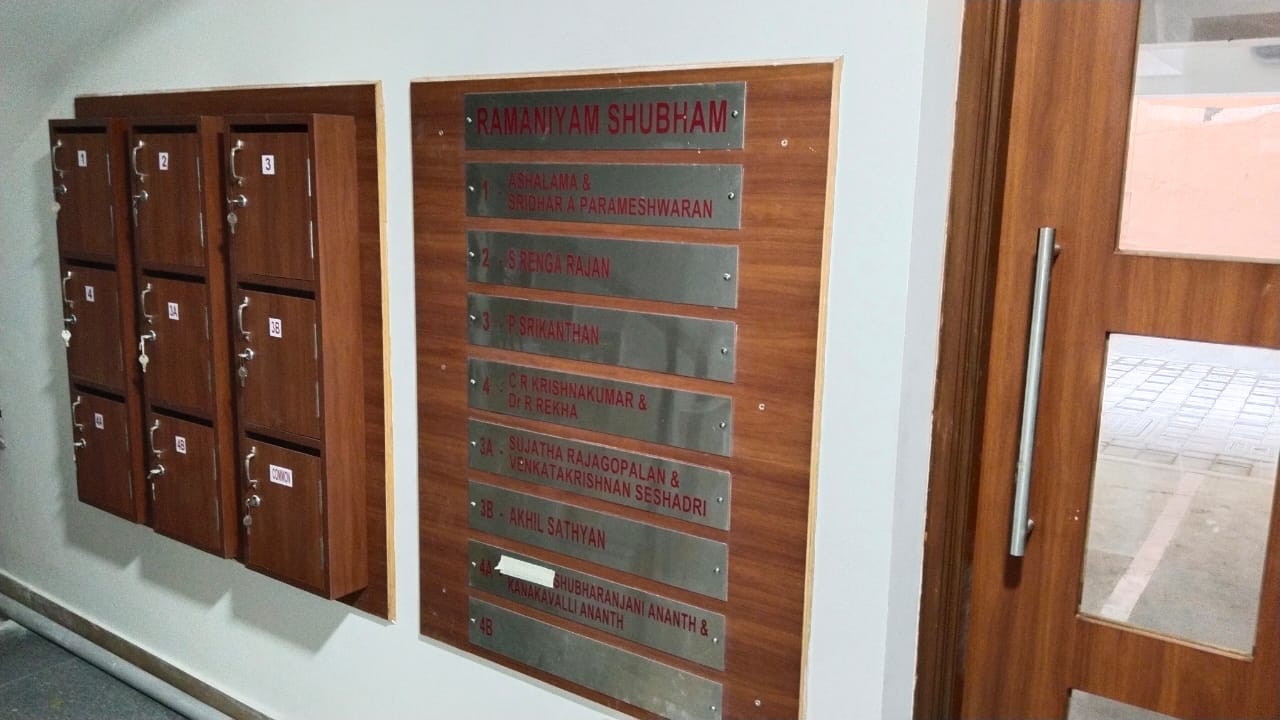 1
2
3
4
3A
3B
4A
4B
COMMON
RAMANIYAM SHUBHAM
1 - ASHALAMA &
SRIDHAR A PARAMESHWARAN
2 - S RENGA RAJAN
3 - P SRIKANTHAN
4 - C R KRISHNAKUMAR &
Dr R REKHA
3A - SUJATHA RAJAGOPALAN &
VENKATAKRISHNAN SESHADRI
3B - AKHIL SATHYAN
4A - SHUBHARANJANI ANANTH &
KANAKAVALLI ANANTH
4B